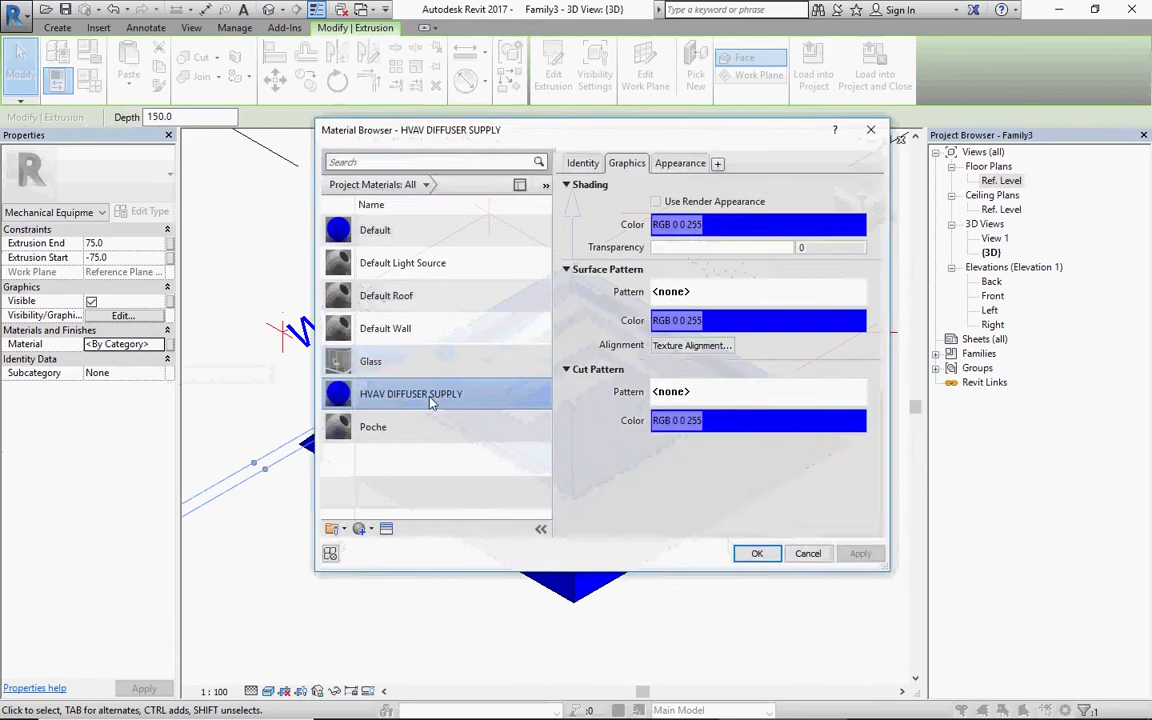 Autodesk Revit 2017 - Family3 - 3D View: {3D}
Type a keyword or phrase
Sign In
Create Insert Annotate View Manage Add-Ins Modify | Extrusion
Modify
Paste
Cut
Join
Edit Extrusion
Visibility Settings
Edit Work Plane
Pick New
Face
Work Plane
Load into Project
Load into Project and Close
Modify | Extrusion
Depth 150.0
Properties
R
Mechanical Equipme
Edit Type
Constraints
Extrusion End 75.0
Extrusion Start -75.0
Work Plane Reference Plane ...
Graphics
Visible
Visibility/Graphi... Edit...
Materials and Finishes
Material <By Category>
Identity Data
Subcategory None
Properties help
Apply
W
Material Browser - HVAV DIFFUSER SUPPLY
Search
Project Materials: All
Name
Default
Default Light Source
Default Roof
Default Wall
Glass
HVAV DIFFUSER SUPPLY
Poche
Identity Graphics Appearance
Shading
Use Render Appearance
Color RGB 0 0 255
Transparency 0
Surface Pattern
Pattern <none>
Color RGB 0 0 255
Alignment Texture Alignment...
Cut Pattern
Pattern <none>
Color RGB 0 0 255
OK Cancel Apply
Project Browser - Family3
Views (all)
Floor Plans
Ref. Level
Ceiling Plans
Ref. Level
3D Views
View 1
{3D}
Elevations (Elevation 1)
Back
Front
Left
Right
Sheets (all)
Families
Groups
Revit Links
1 : 100
Click to select, TAB for alternates, CTRL adds, SHIFT unselects.
:0
Main Model
:1